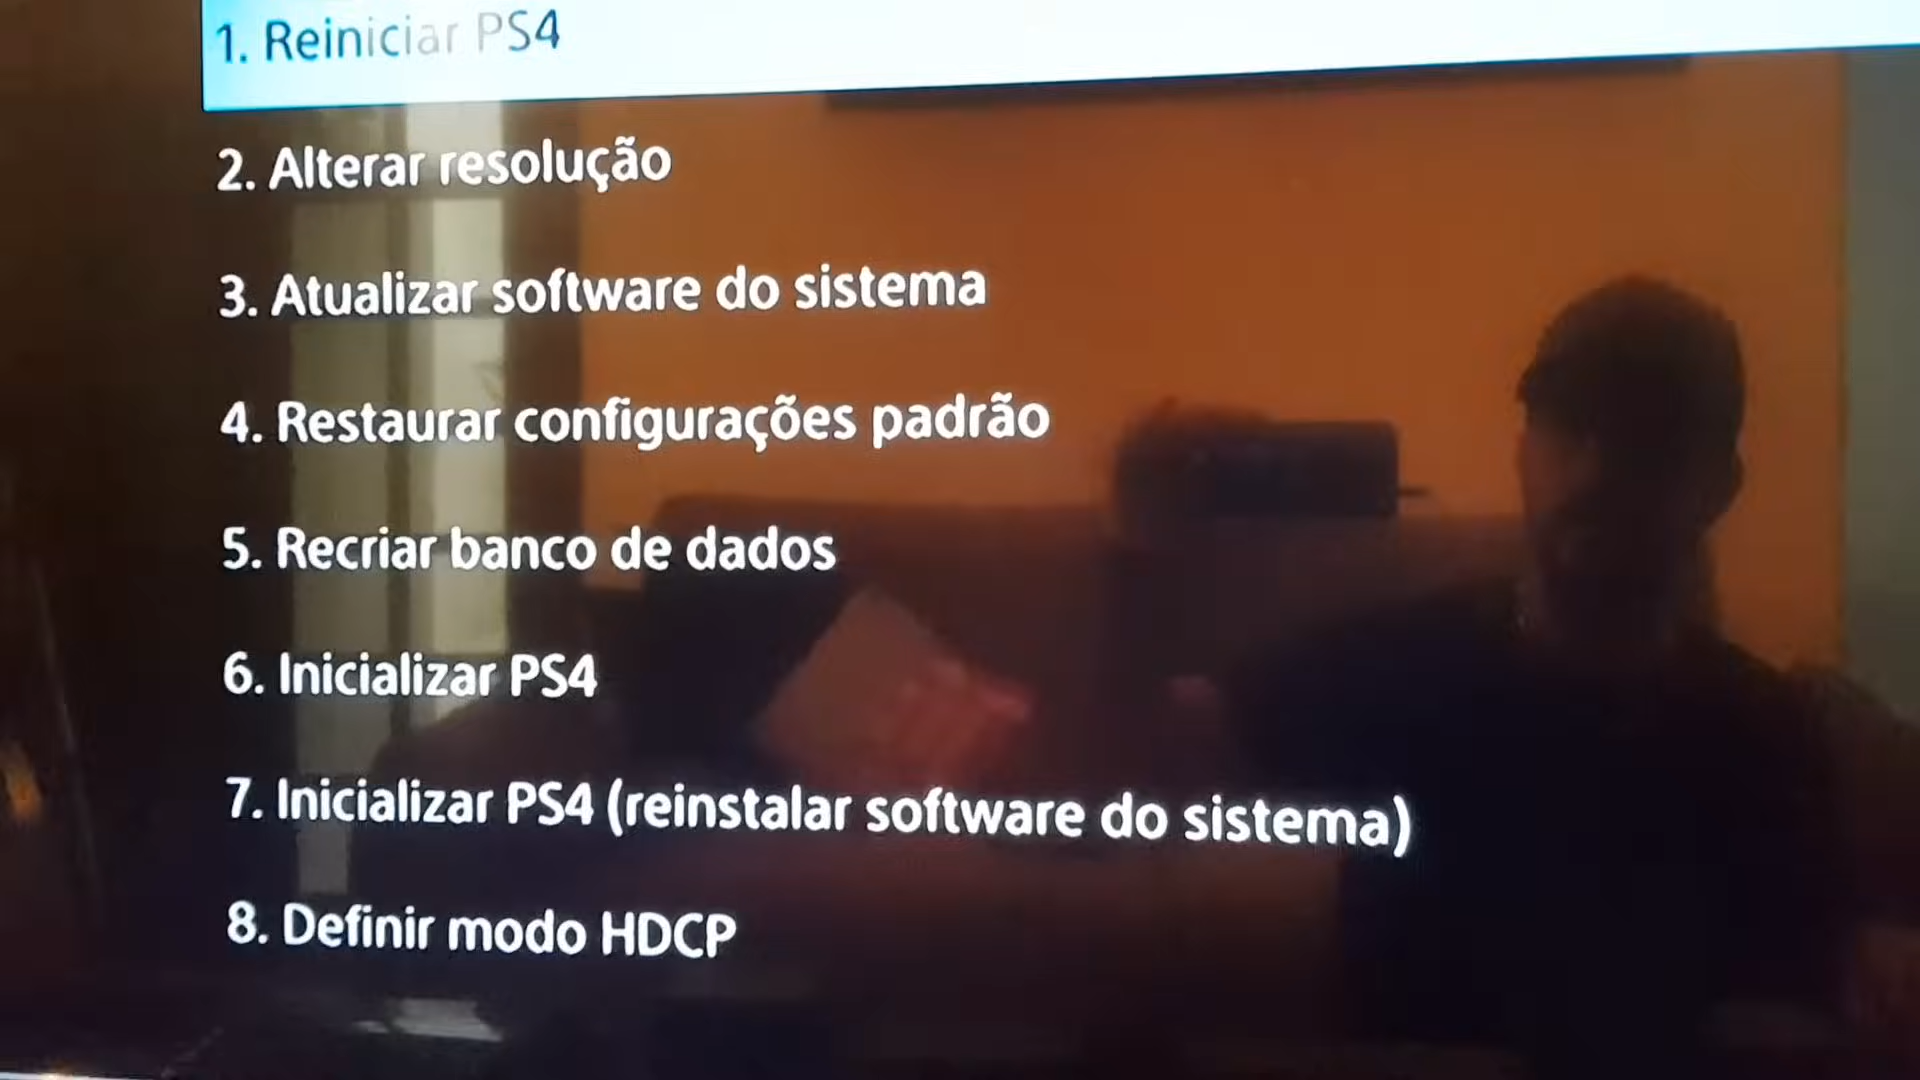 1. Reiniciar PS4
2. Alterar resolução
3. Atualizar software do sistema
4. Restaurar configurações padrão
5. Recriar banco de dados
6. Inicializar PS4
7. Inicializar PS4 (reinstalar software do sistema)
8. Definir modo HDCP